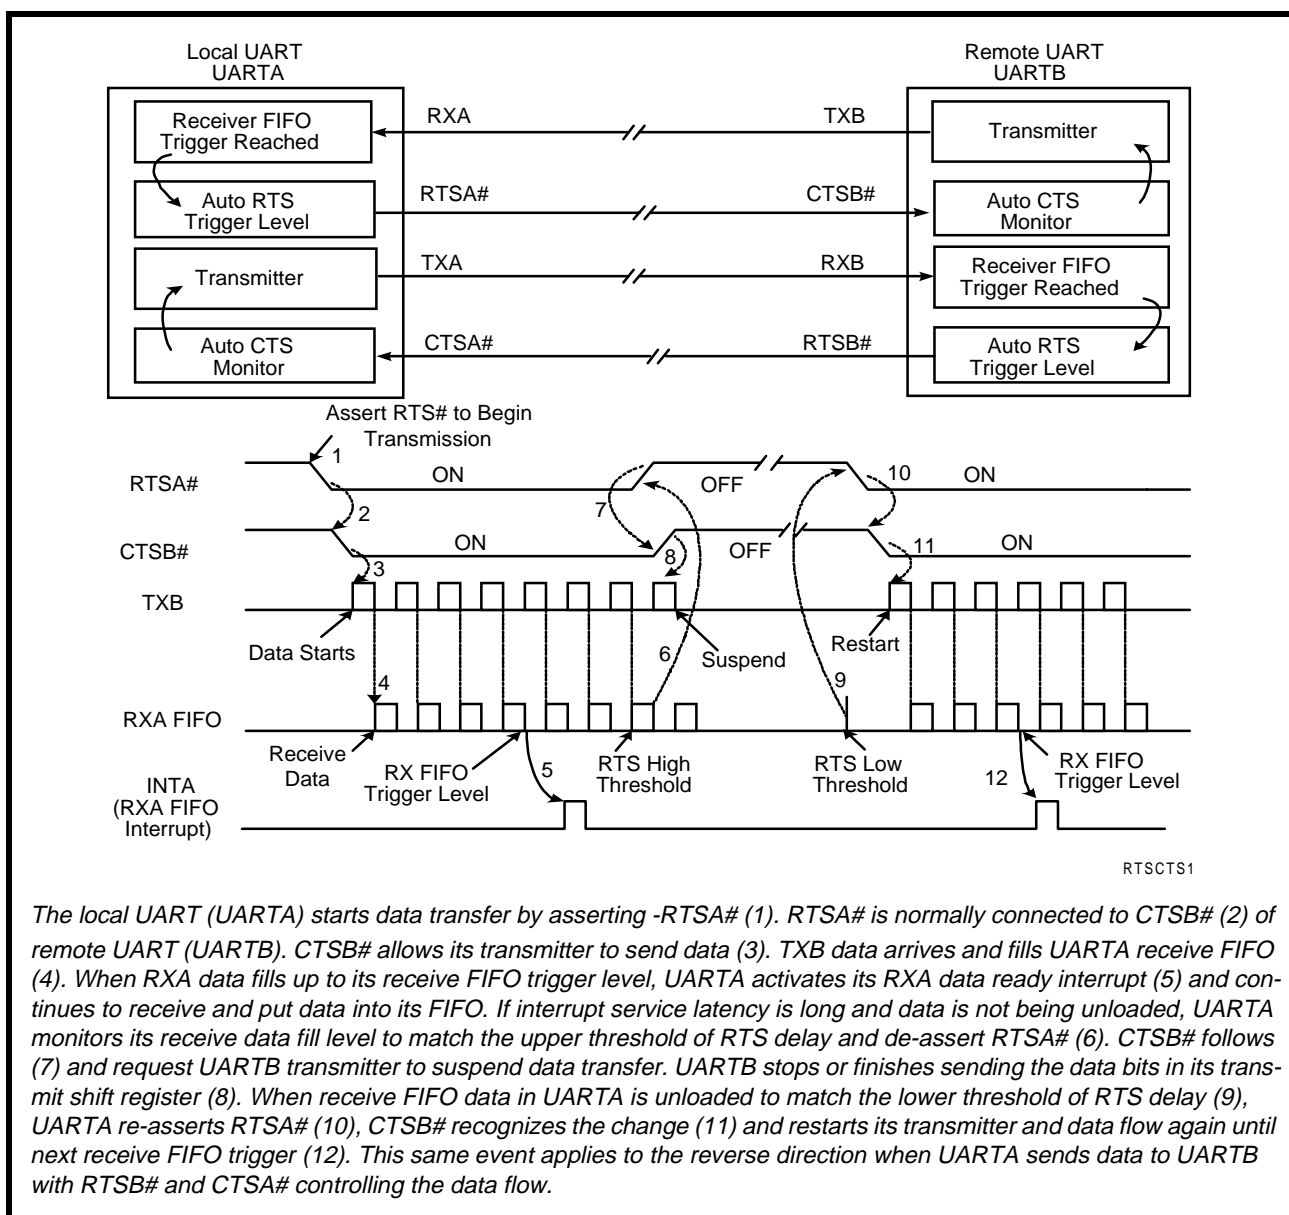 Local UART
UARTA
Remote UART
UARTB
Receiver FIFO
Trigger Reached
RXA
TXB
Transmitter
Auto RTS
Trigger Level
RTSA#
CTSB#
Auto CTS
Monitor
Transmitter
TXA
RXB
Receiver FIFO
Trigger Reached
Auto CTS
Monitor
CTSA#
RTSB#
Auto RTS
Trigger Level
Assert RTS# to Begin
Transmission
RTSA#
1
ON
OFF
10
ON
2
7
CTSB#
ON
8
OFF
11
ON
3
TXB
Data Starts
6
Suspend
Restart
4
9
RXA FIFO
Receive
Data
RX FIFO
Trigger Level
5
RTS High
Threshold
RTS Low
Threshold
12
RX FIFO
Trigger Level
INTA
(RXA FIFO
Interrupt)
RTSCTS1
The local UART (UARTA) starts data transfer by asserting -RTSA# (1). RTSA# is normally connected to CTSB# (2) of
remote UART (UARTB). CTSB# allows its transmitter to send data (3). TXB data arrives and fills UARTA receive FIFO
(4). When RXA data fills up to its receive FIFO trigger level, UARTA activates its RXA data ready interrupt (5) and con-
tinues to receive and put data into its FIFO. If interrupt service latency is long and data is not being unloaded, UARTA
monitors its receive data fill level to match the upper threshold of RTS delay and de-assert RTSA# (6). CTSB# follows
(7) and request UARTB transmitter to suspend data transfer. UARTB stops or finishes sending the data bits in its trans-
mit shift register (8). When receive FIFO data in UARTA is unloaded to match the lower threshold of RTS delay (9),
UARTA re-asserts RTSA# (10), CTSB# recognizes the change (11) and restarts its transmitter and data flow again until
next receive FIFO trigger (12). This same event applies to the reverse direction when UARTA sends data to UARTB
with RTSB# and CTSA# controlling the data flow.